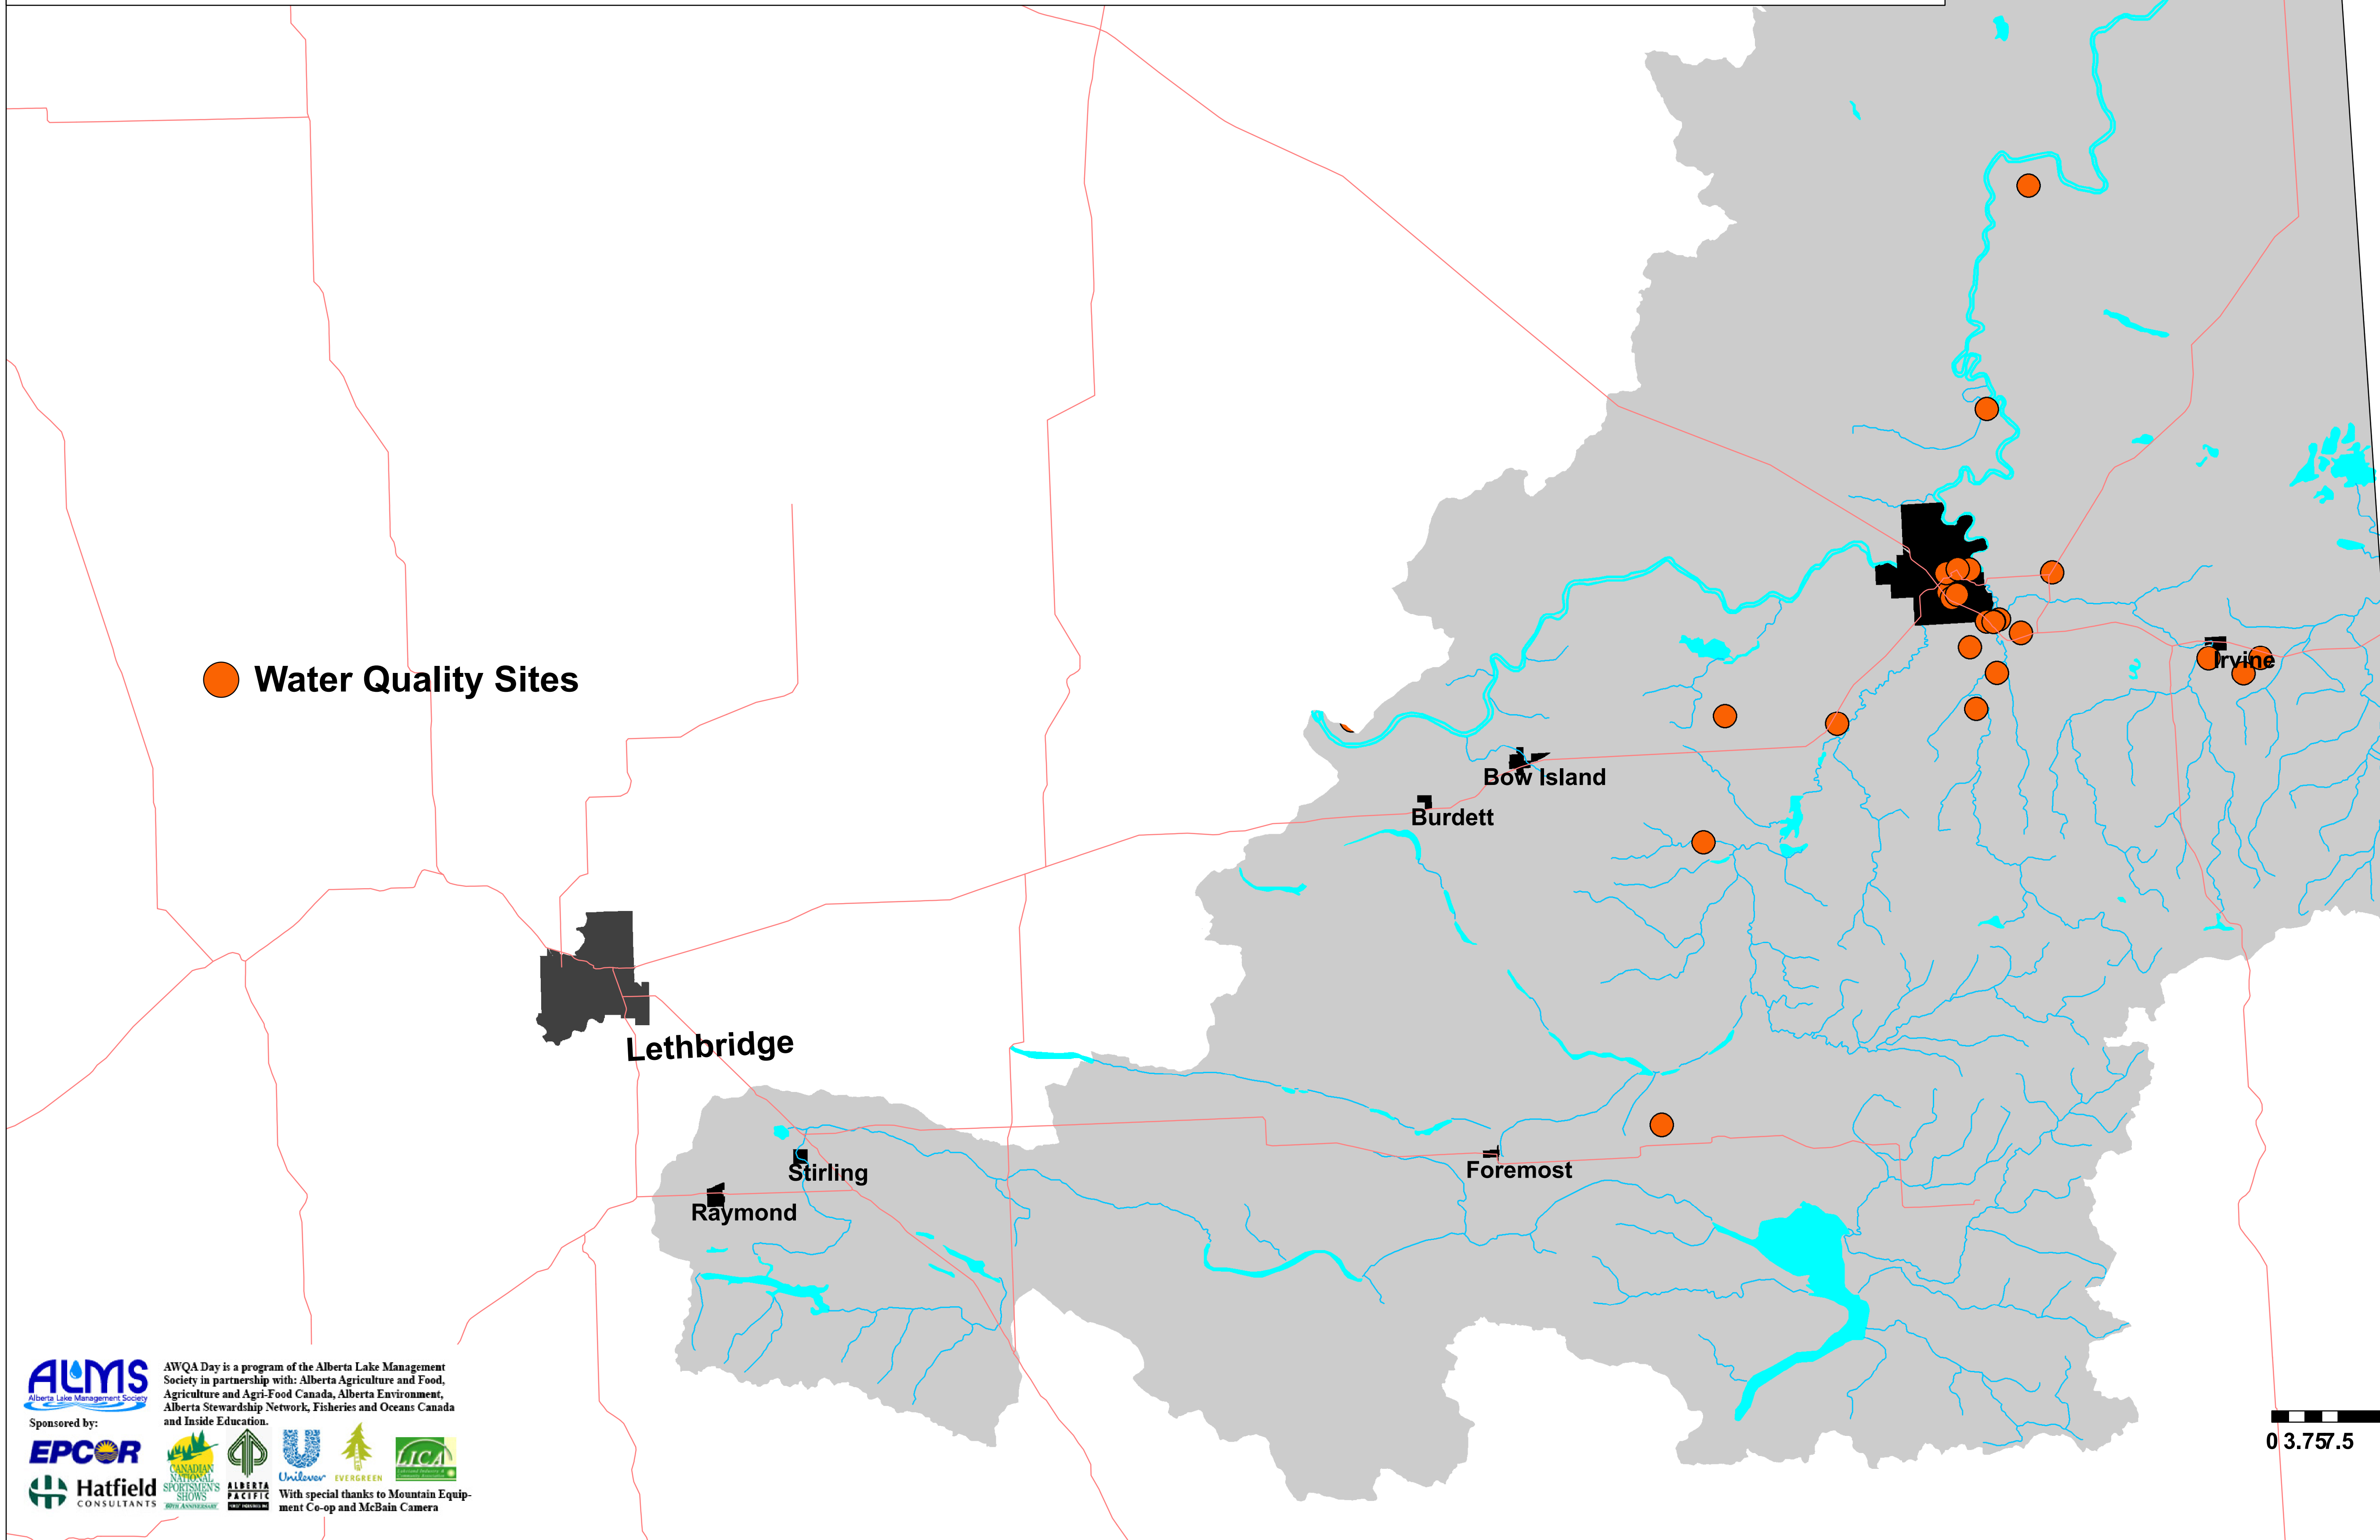 Water Quality Sites
Irvine
Bow Island
Burdett
Lethbridge
Stirling
Foremost
Raymond
ALMS
Alberta Lake Management Society
AWQA Day is a program of the Alberta Lake Management
Society in partnership with: Alberta Agriculture and Food,
Agriculture and Agri-Food Canada, Alberta Environment,
Alberta Stewardship Network, Fisheries and Oceans Canada
and Inside Education.
Sponsored by:
EPCOR
Hatfield
CONSULTANTS
CANADIAN
NATIONAL
SPORTSMEN'S
SHOWS
60TH ANNIVERSARY
ALBERTA
PACIFIC
Unilever
EVERGREEN
LICA
With special thanks to Mountain Equip-
ment Co-op and McBain Camera
0 3.75 7.5